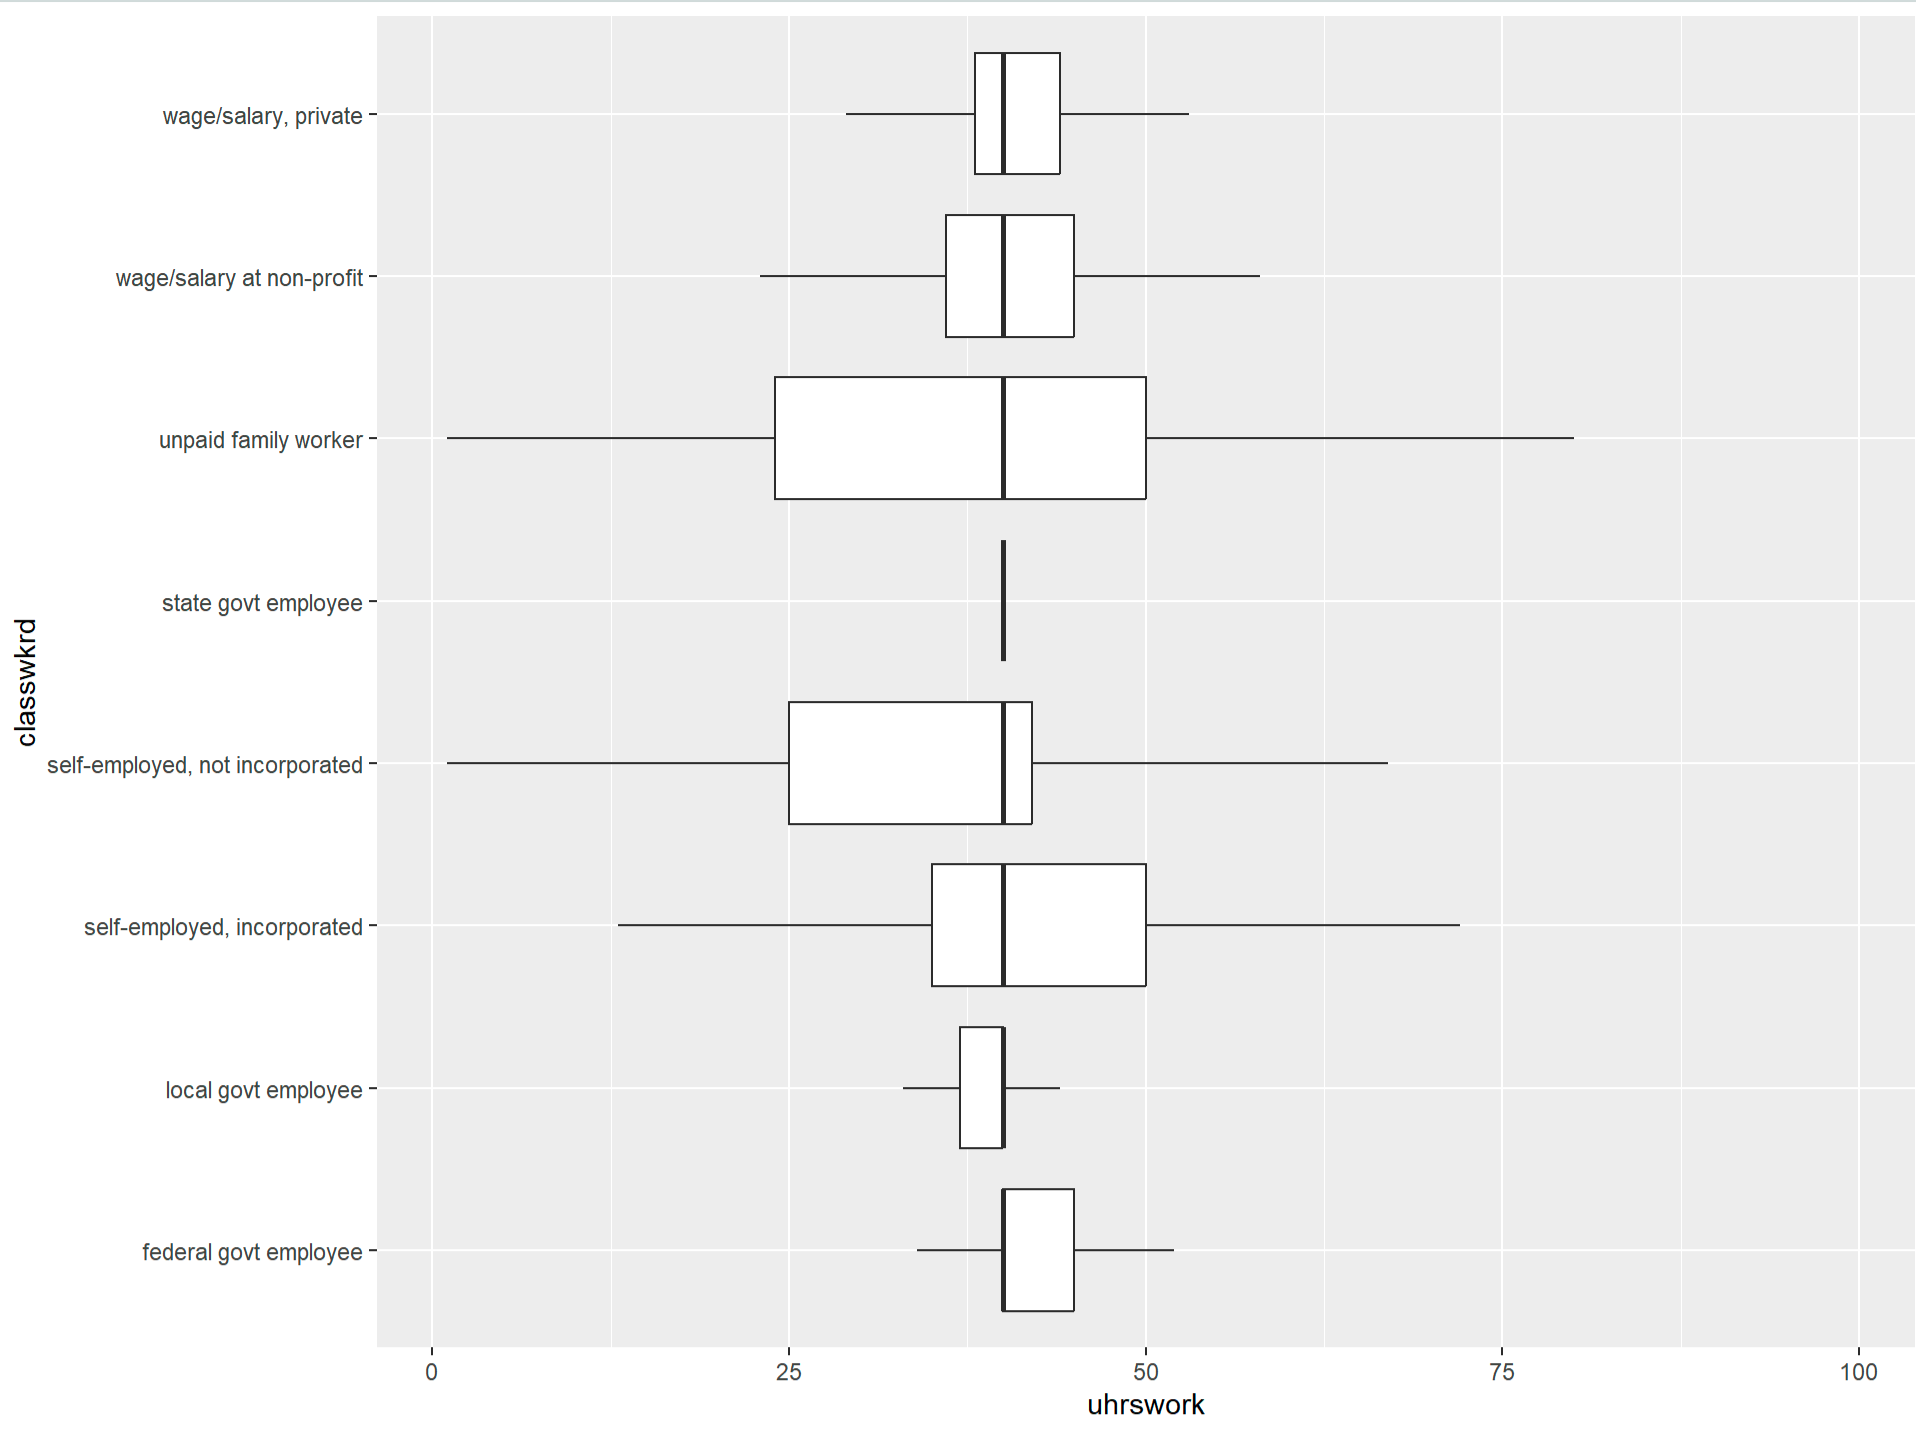 wage/salary, private
wage/salary at non-profit
unpaid family worker
state govt employee
classwkrd
self-employed, not incorporated
self-employed, incorporated
local govt employee
federal govt employee
0 25 50 75 100
uhrswork